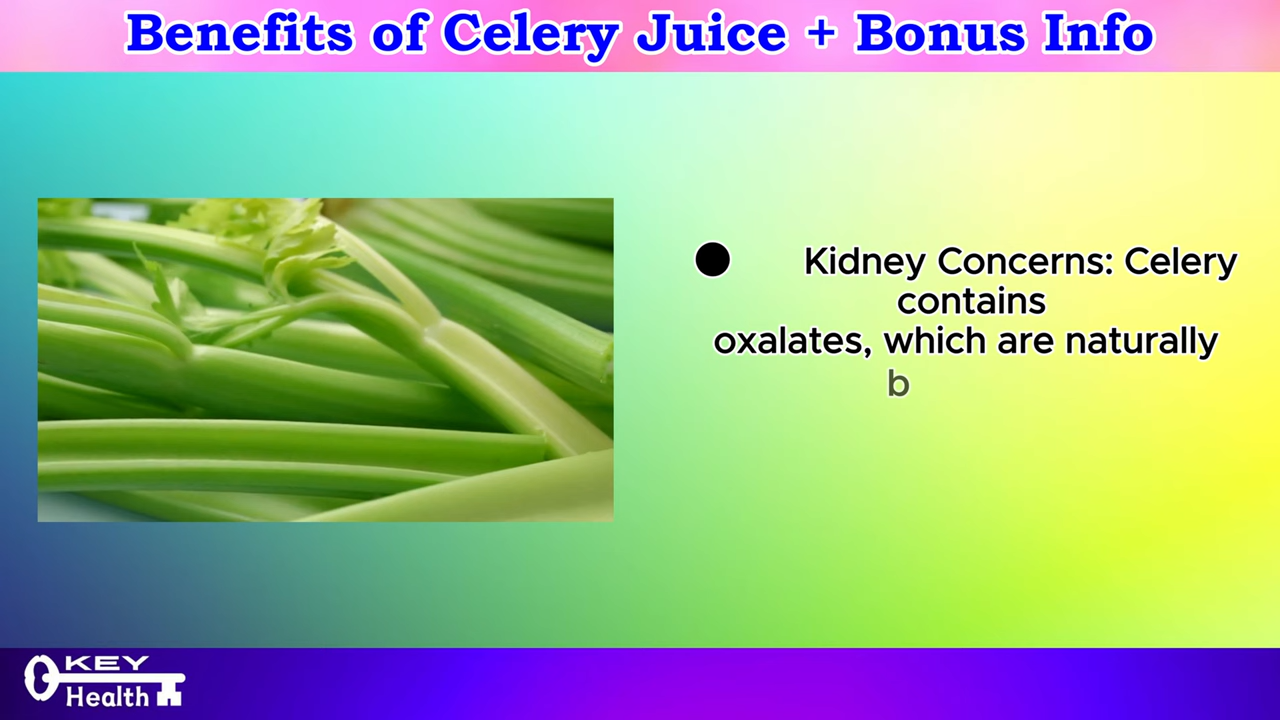 Benefits of Celery Juice + Bonus Info
● Kidney Concerns: Celery
contains
oxalates, which are naturally
b
KEY
Health